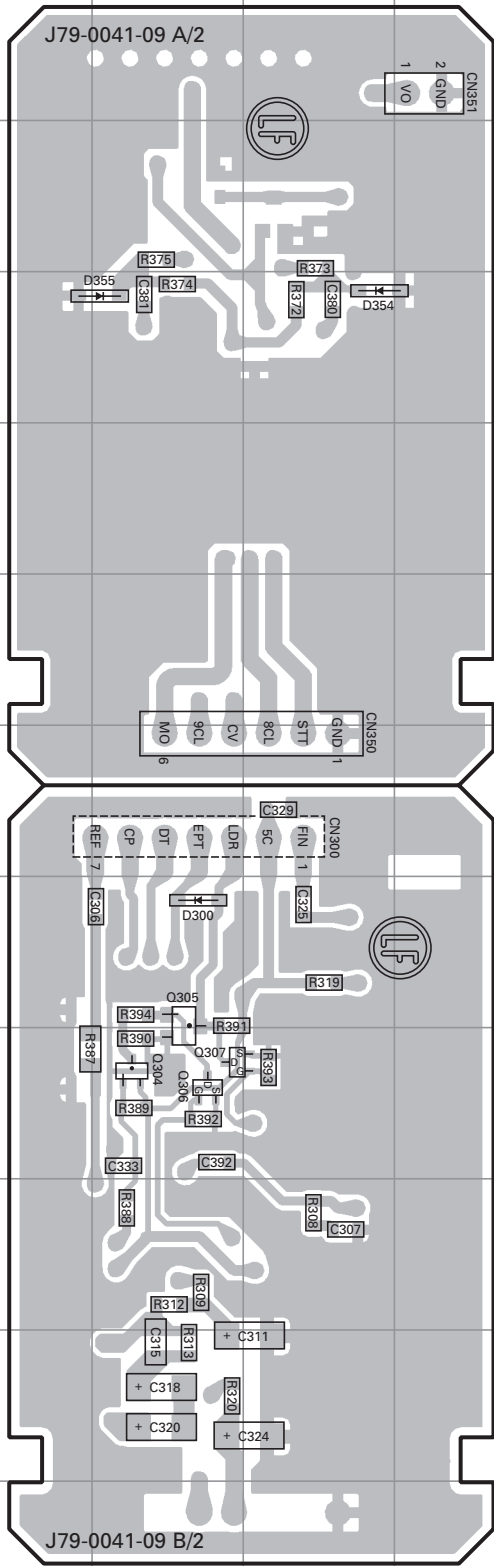 J79-0041-09 A/2
1 2
VO GND
CN351
LF
R375
R373
D355
C381
R374
R372
C380
D354
MO 9CL CV 8CL STT GND
6 1
CN350
C329
CN300
REF CP DT EPT LDR 5C FIN
7 1
C306
D300
C325
LF
R319
Q305
R394
R391
R390
R387
Q307
S
D
G
R393
Q304
Q306
D
G S
R389
R392
C333
C392
R388
R308
C307
R309
R312
C315
R313
+ C311
+ C318
R320
+ C320
+ C324
J79-0041-09 B/2